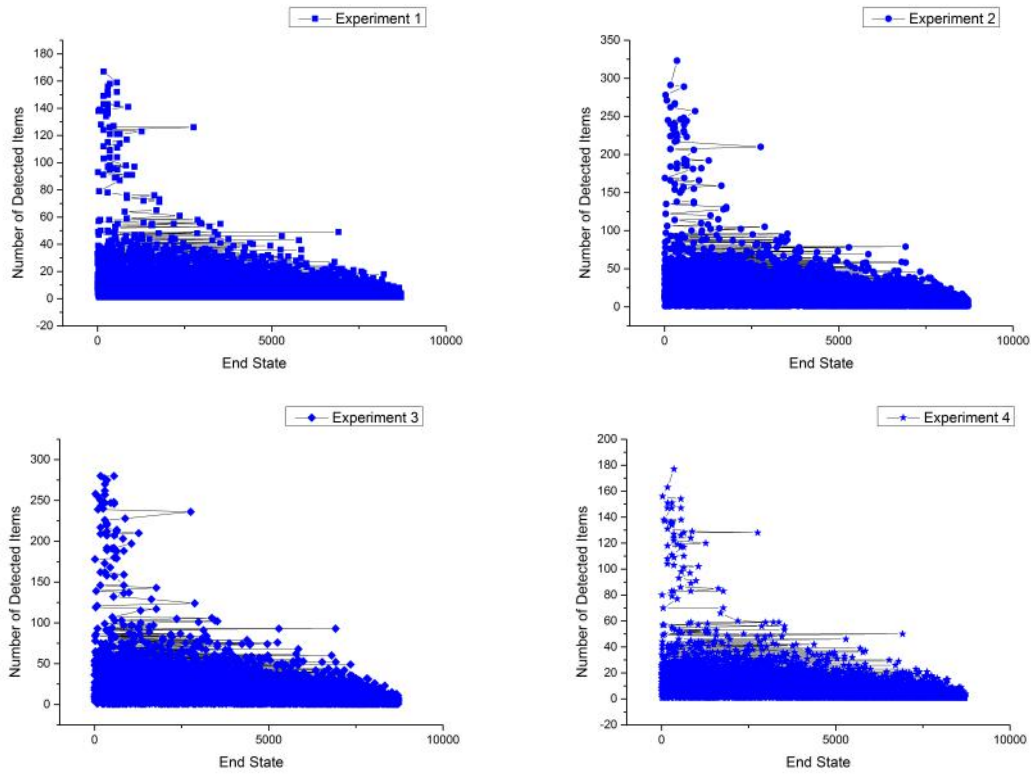 Experiment 1
180
160
140
120
100
80
60
40
20
0
-20
Number of Detected Items
0 5000 10000
End State
Experiment 2
350
300
250
200
150
100
50
0
Number of Detected Items
0 5000 10000
End State
Experiment 3
300
250
200
150
100
50
0
Number of Detected Items
0 5000 10000
End State
Experiment 4
200
180
160
140
120
100
80
60
40
20
0
-20
Number of Detected Items
0 5000 10000
End State